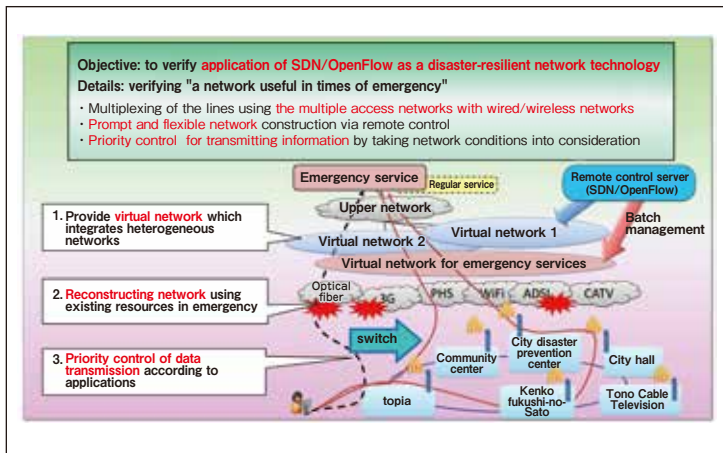 Objective: to verify application of SDN/OpenFlow as a disaster-resilient network technology
Details: verifying "a network useful in times of emergency"
・Multiplexing of the lines using the multiple access networks with wired/wireless networks
・Prompt and flexible network construction via remote control
・Priority control for transmitting information by taking network conditions into consideration
Emergency service
Regular service
Remote control server
(SDN/OpenFlow)
Upper network
Batch
management
1. Provide virtual network which
integrates heterogeneous
networks
Virtual network 1
Virtual network 2
Virtual network for emergency services
2. Reconstructing network using
existing resources in emergency
Optical
fiber
3G
PHS
WiFi
ADSL
CATV
switch
3. Priority control of data
transmission according to
applications
Community
center
City disaster
prevention
center
City hall
topia
Kenko
fukushi-no-
Sato
Tono Cable
Television